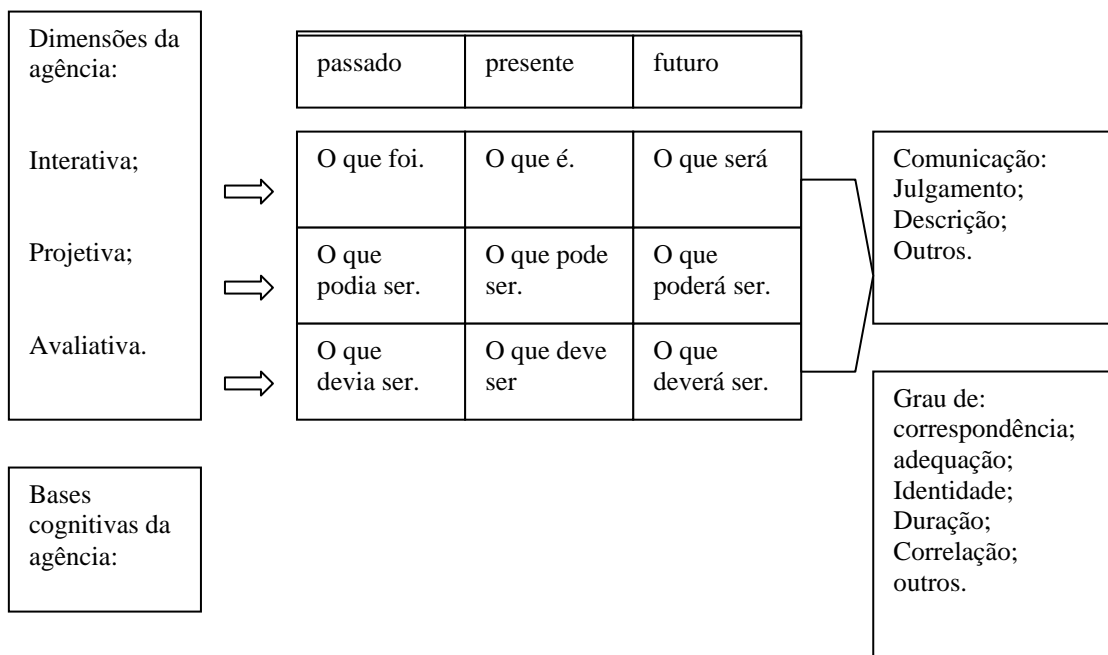 Dimensões da
agência:
Interativa;
Projetiva;
Avaliativa.
passado
presente
futuro
O que foi.
O que é.
O que será
O que
podia ser.
O que pode
ser.
O que
poderá ser.
O que
devia ser.
O que deve
ser
O que
deverá ser.
Comunicação:
Julgamento;
Descrição;
Outros.
Grau de:
correspondência;
adequação;
Identidade;
Duração;
Correlação;
outros.
Bases
cognitivas da
agência: